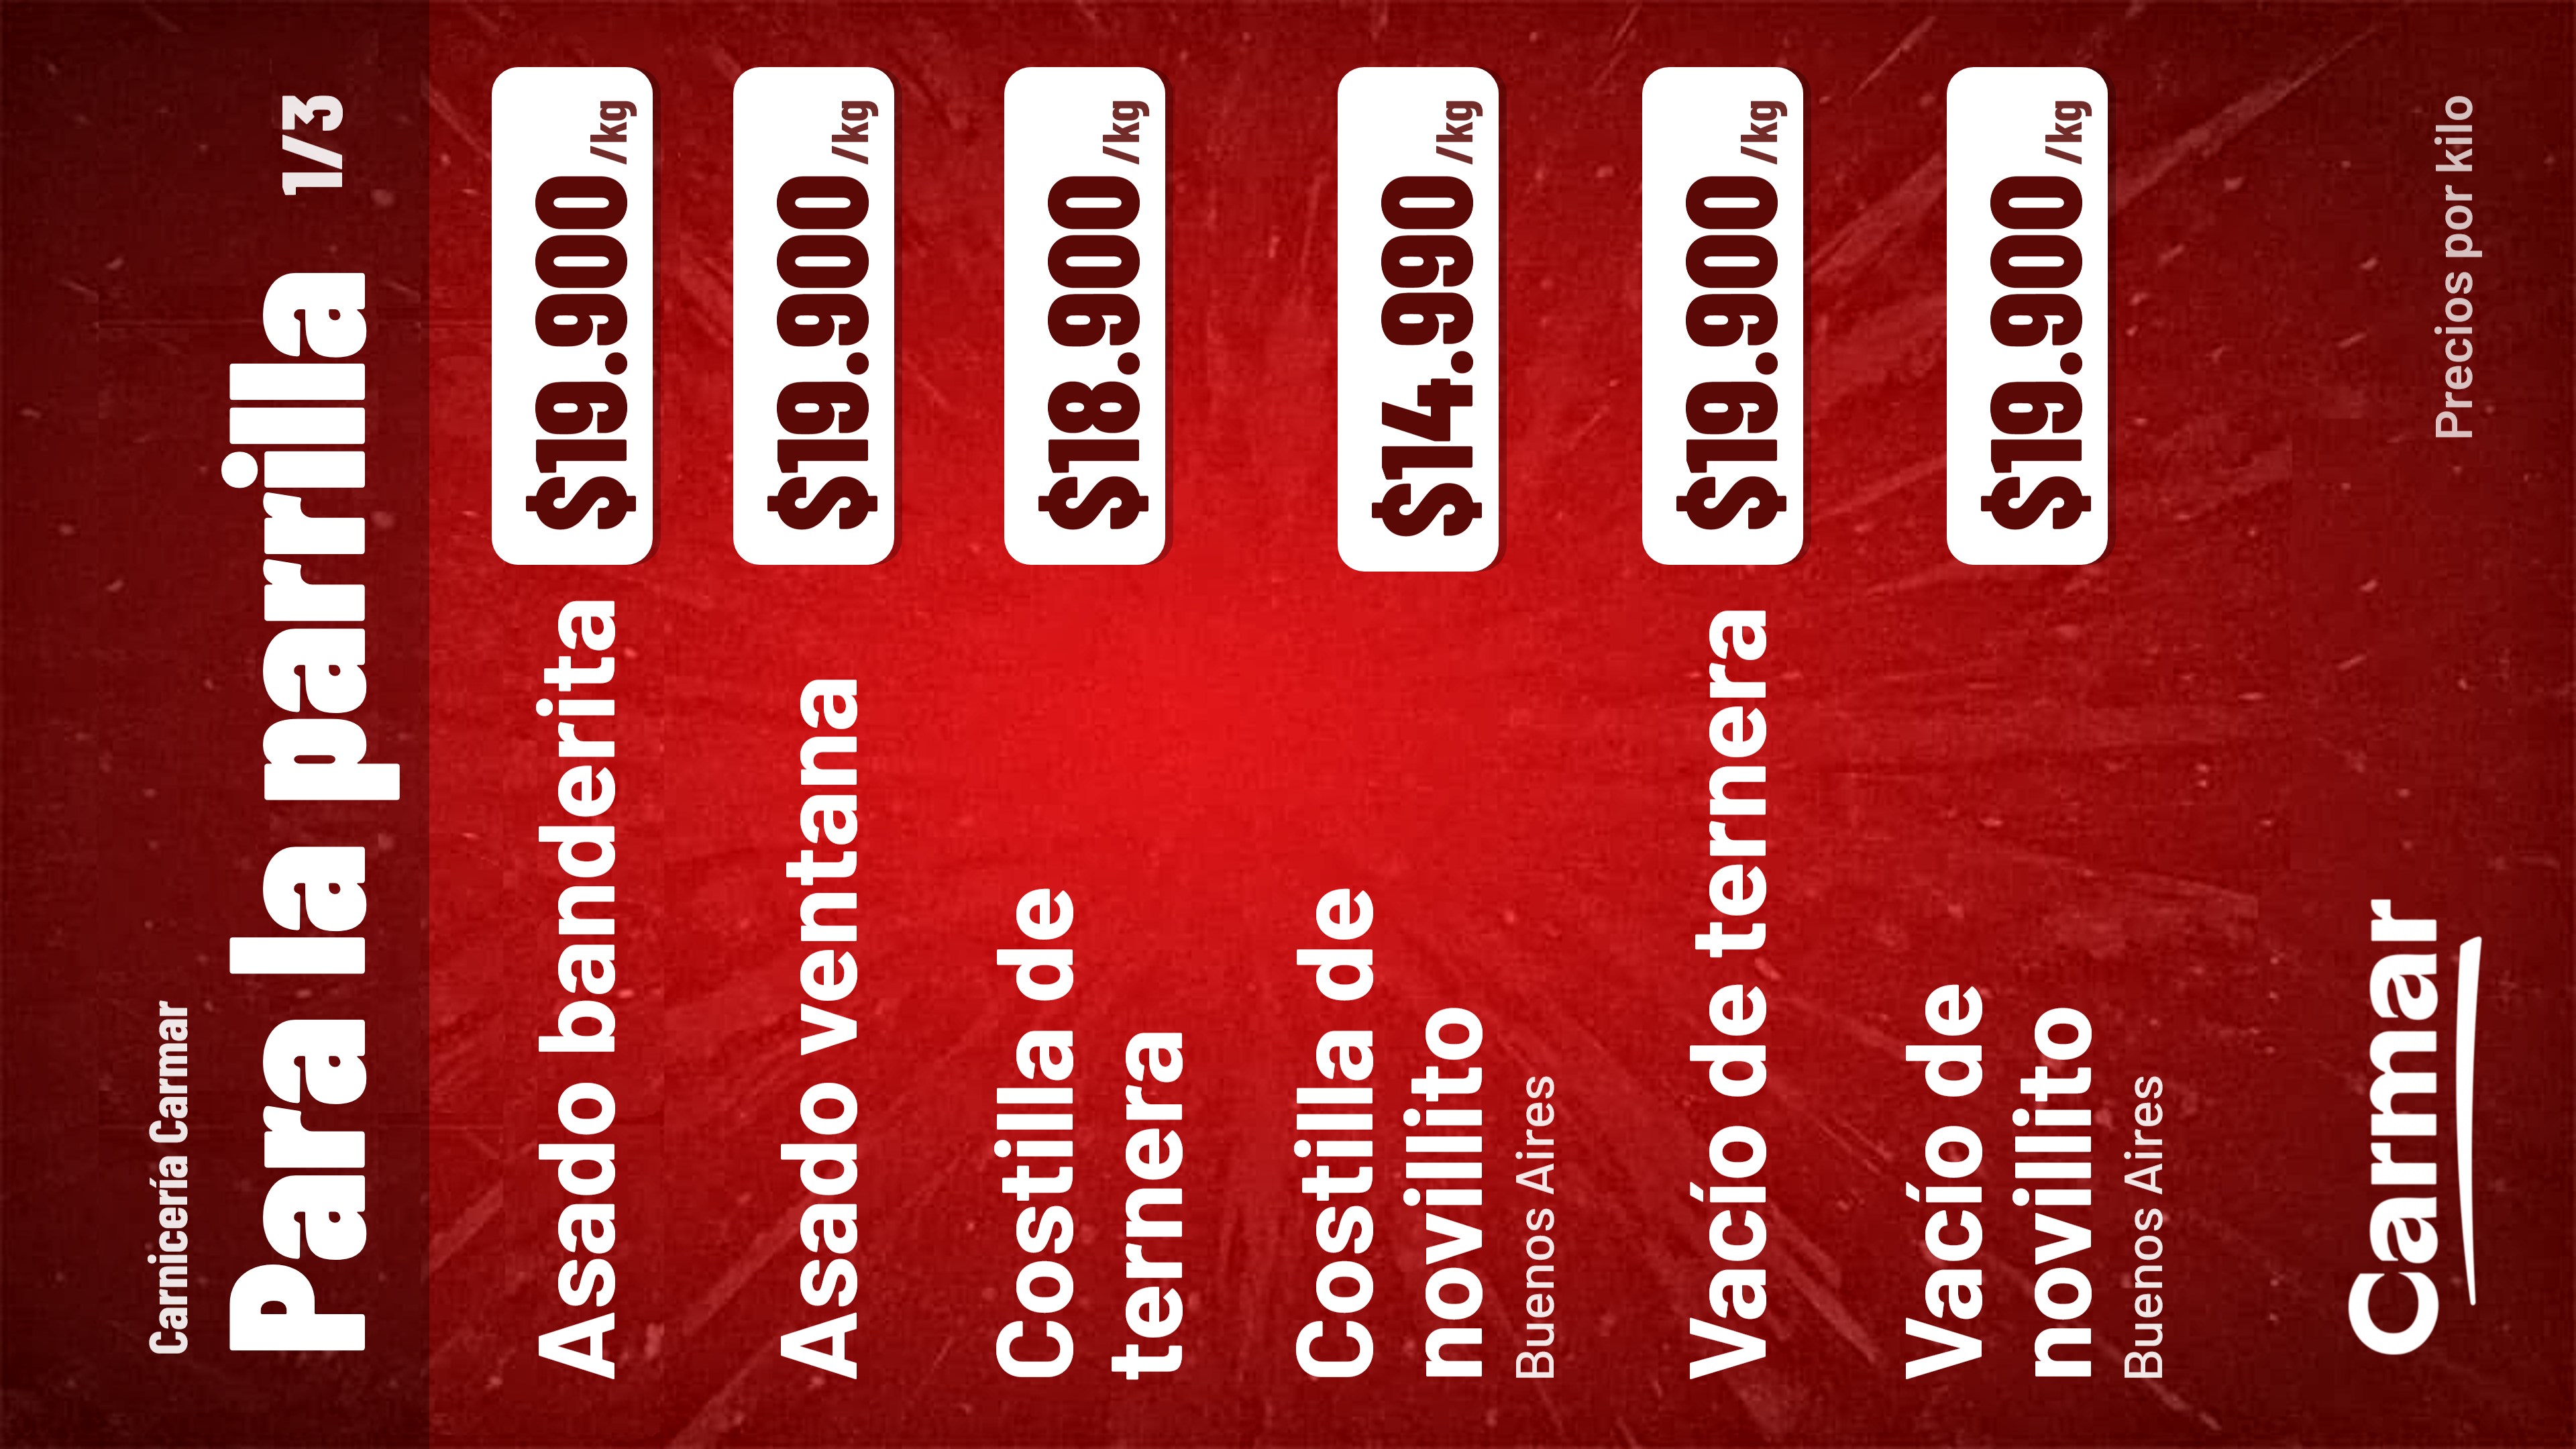 Carnicería Carmar
Para la parrilla 1/3
Asado banderita $19.900/kg
Asado ventana $19.900/kg
Costilla de
ternera
$18.900/kg
Costilla de
novillito
Buenos Aires
$14.990/kg
Vacío de ternera $19.900/kg
Vacío de
novillito
Buenos Aires
$19.900/kg
Carmar
Precios por kilo